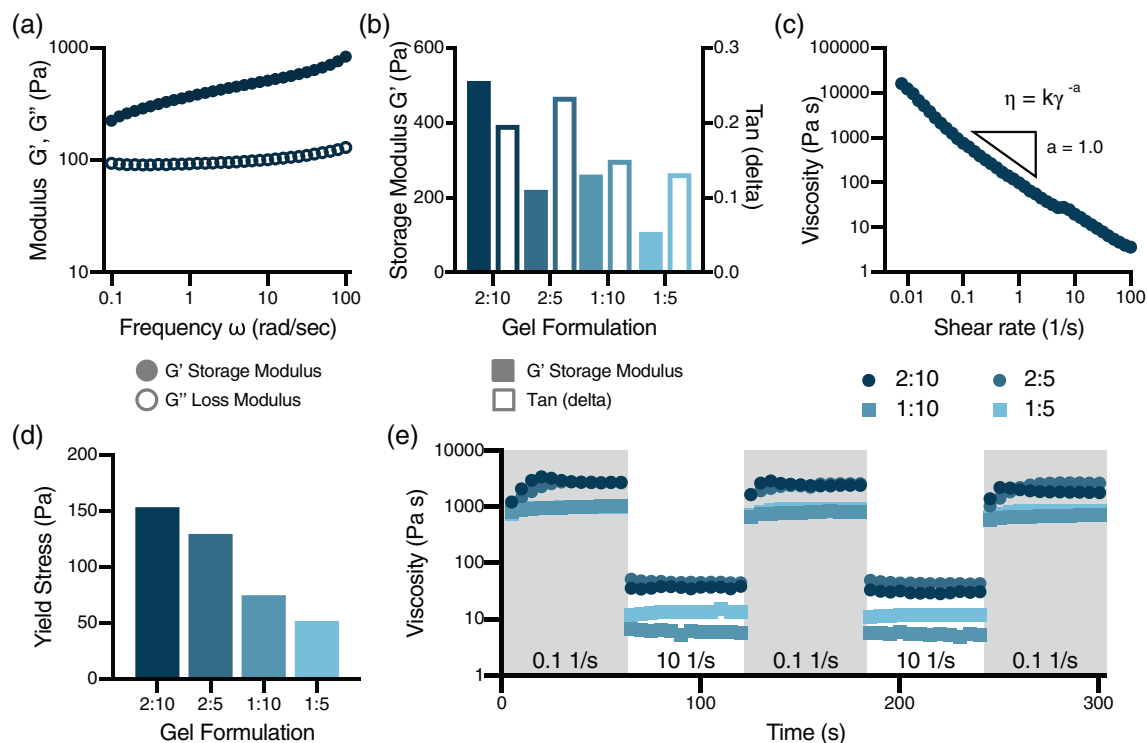 (a)
1000
100
10
Modulus G’, G’’ (Pa)
0.1 1 10 100
Frequency ω (rad/sec)
G’ Storage Modulus
G’’ Loss Modulus
(b)
600
400
200
0
Storage Modulus G’ (Pa)
0.3
0.2
0.1
0.0
Tan (delta)
2:10 2:5 1:10 1:5
Gel Formulation
G’ Storage Modulus
Tan (delta)
(c)
100000
10000
1000
100
10
1
Viscosity (Pa s)
η = kγ -a
a = 1.0
0.01 0.1 1 10 100
Shear rate (1/s)
2:10 2:5
1:10 1:5
(d)
200
150
100
50
0
Yield Stress (Pa)
2:10 2:5 1:10 1:5
Gel Formulation
(e)
10000
1000
100
10
1
Viscosity (Pa s)
0.1 1/s 10 1/s 0.1 1/s 10 1/s 0.1 1/s
0 100 200 300
Time (s)